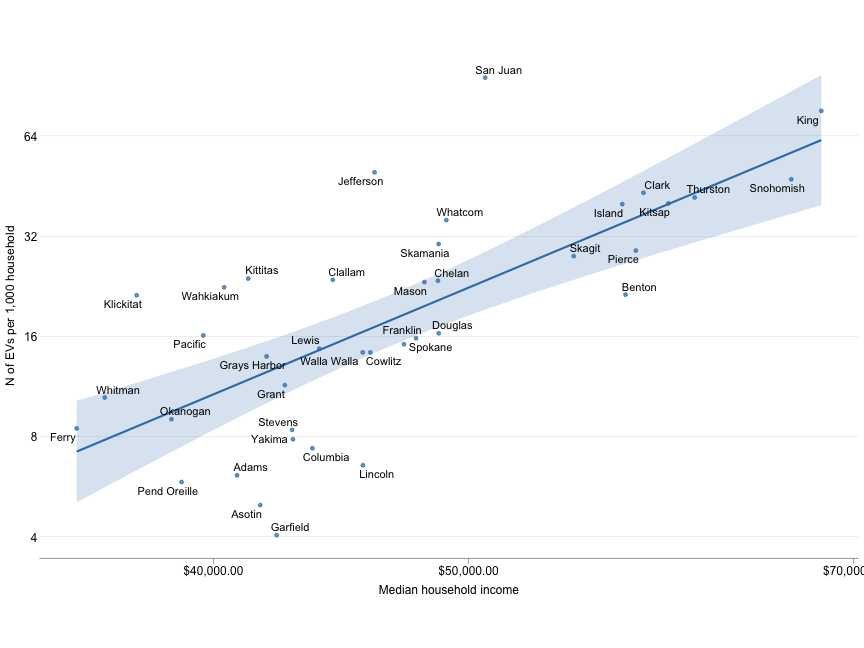 San Juan
King
64
Jefferson
Clark
Thurston
Snohomish
Whatcom
Island
Kitsap
32
Skamania
Skagit
Pierce
Kittitas
Clallam
Chelan
Mason
Benton
Wahkiakum
Klickitat
Franklin
Douglas
16
Pacific
Lewis
Spokane
Grays Harbor
Walla Walla
Cowlitz
Whitman
Grant
Okanogan
Stevens
8
Ferry
Yakima
Columbia
Adams
Lincoln
Pend Oreille
Asotin
Garfield
4
N of EVs per 1,000 household
$40,000.00
$50,000.00
$70,000
Median household income